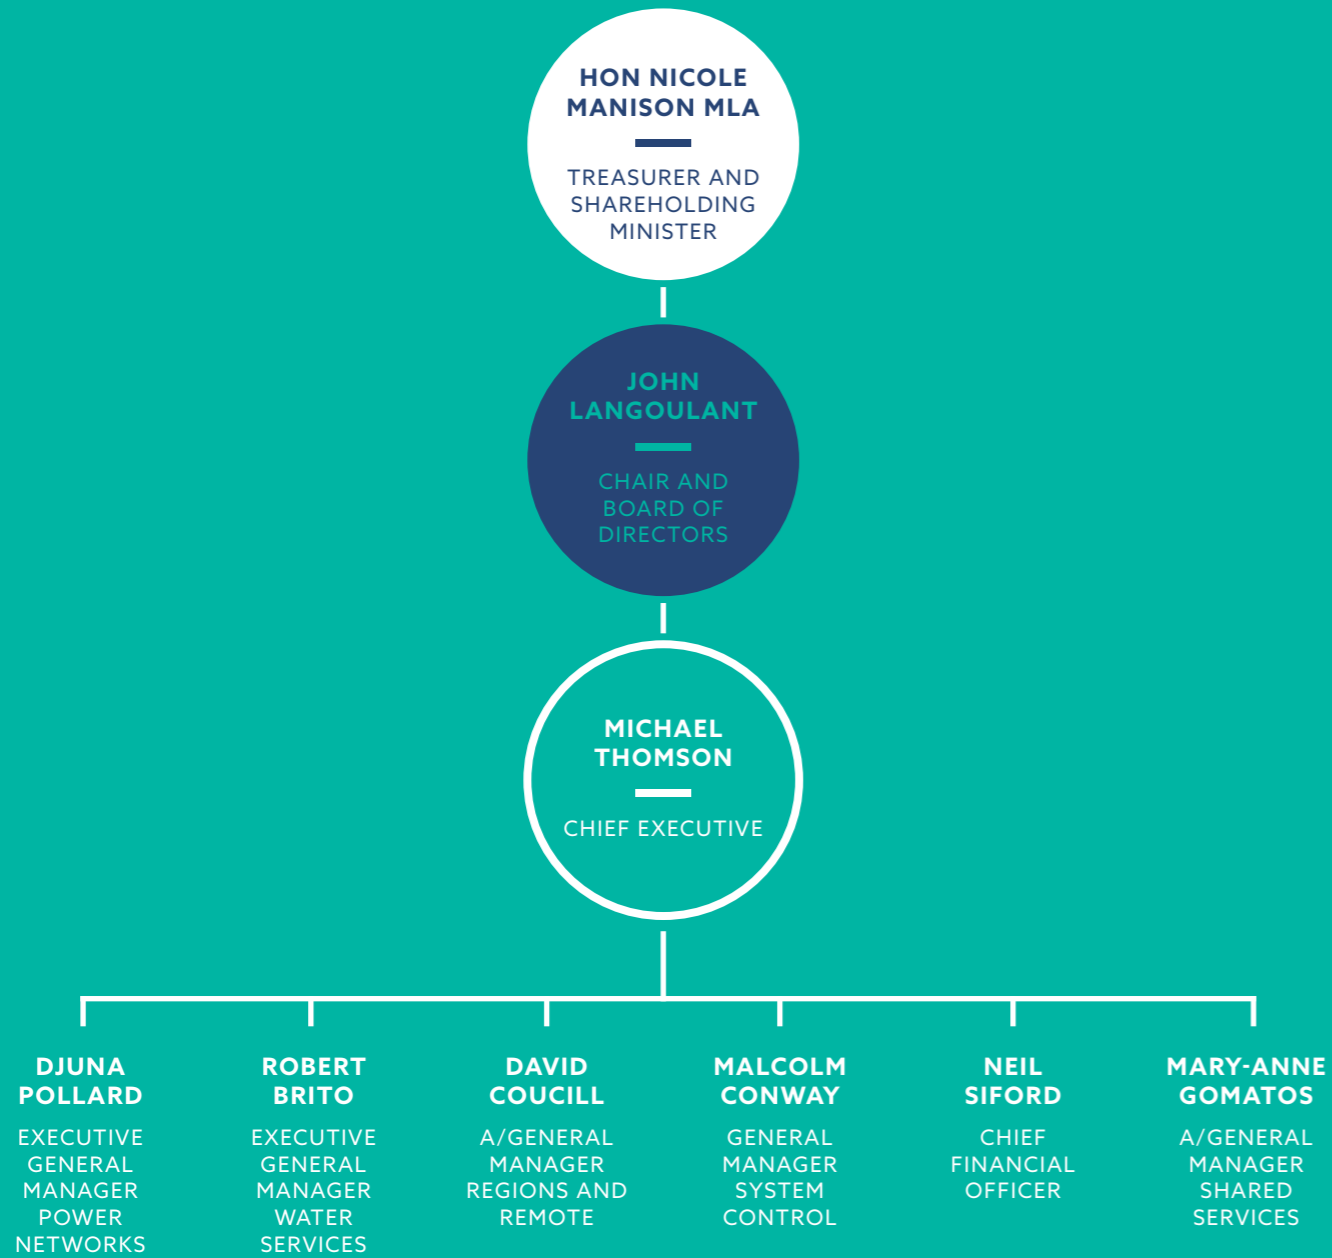 HON NICOLE
MANISON MLA
TREASURER AND
SHAREHOLDING
MINISTER
JOHN
LANGOULANT
CHAIR AND
BOARD OF
DIRECTORS
MICHAEL
THOMSON
CHIEF EXECUTIVE
DJUNA
POLLARD
EXECUTIVE
GENERAL
MANAGER
POWER
NETWORKS
ROBERT
BRITO
EXECUTIVE
GENERAL
MANAGER
WATER
SERVICES
DAVID
COUCILL
A/GENERAL
MANAGER
REGIONS AND
REMOTE
MALCOLM
CONWAY
GENERAL
MANAGER
SYSTEM
CONTROL
NEIL
SIFORD
CHIEF
FINANCIAL
OFFICER
MARY-ANNE
GOMATOS
A/GENERAL
MANAGER
SHARED
SERVICES